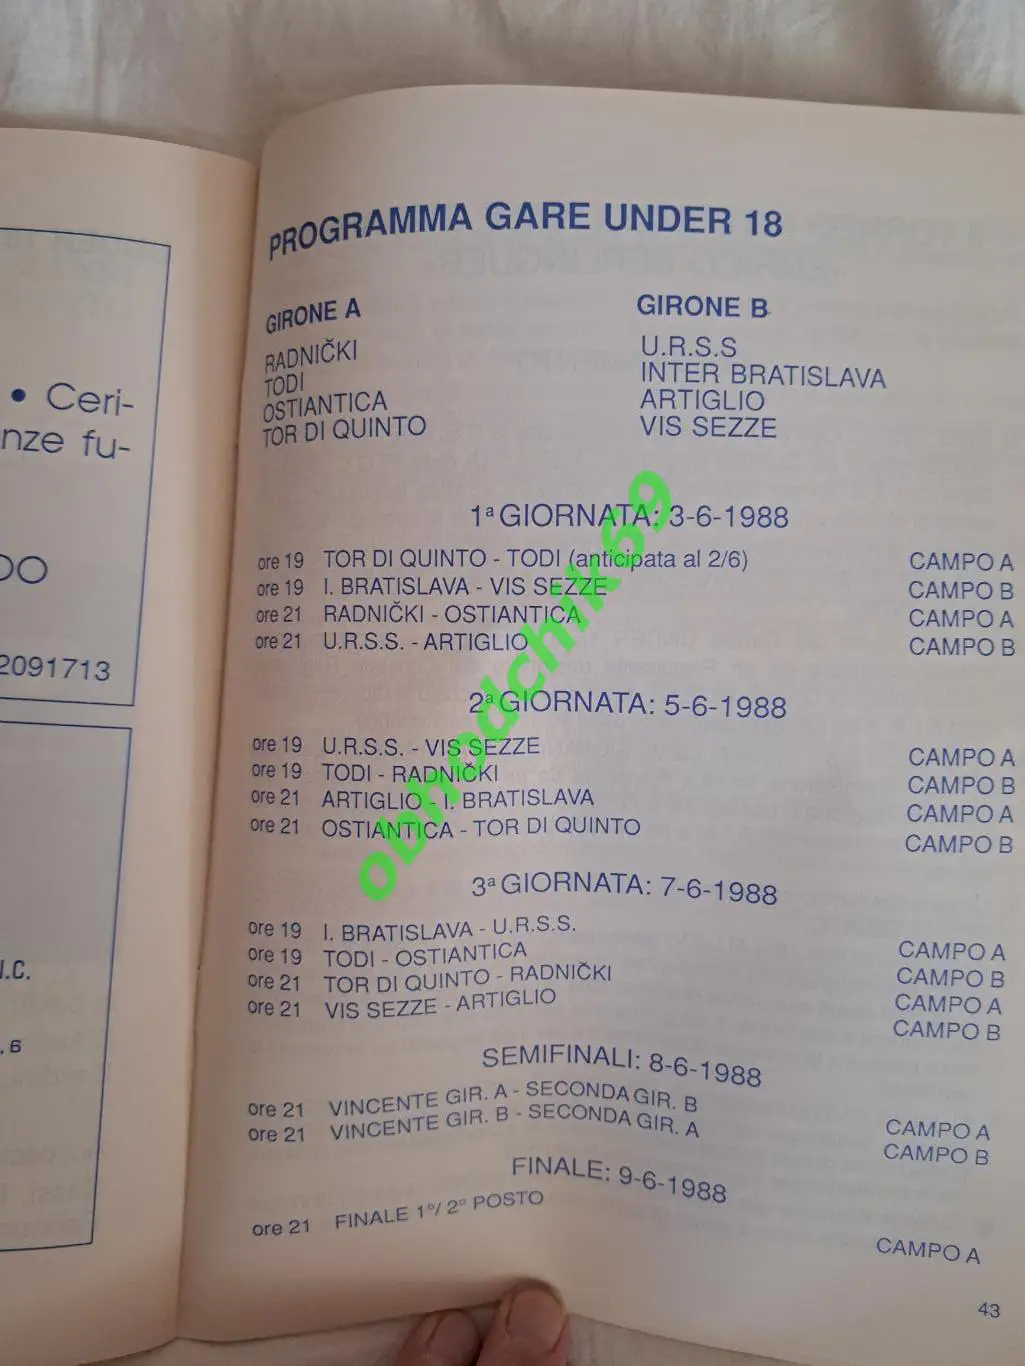 • Ceri-
nze fu-
DO
2091713
I.C.
, 6
PROGRAMMA GARE UNDER 18
GIRONE A
RADNIČKI
TODI
OSTIANTICA
TOR DI QUINTO
GIRONE B
U.R.S.S
INTER BRATISLAVA
ARTIGLIO
VIS SEZZE
1ª GIORNATA: 3-6-1988
ore 19 TOR DI QUINTO - TODI (anticipata al 2/6) CAMPO A
ore 19 I. BRATISLAVA - VIS SEZZE CAMPO B
ore 21 RADNIČKI - OSTIANTICA CAMPO A
ore 21 U.R.S.S. - ARTIGLIO CAMPO B
2ª GIORNATA: 5-6-1988
ore 19 U.R.S.S. - VIS SEZZE CAMPO A
ore 19 TODI - RADNIČKI CAMPO B
ore 21 ARTIGLIO - I. BRATISLAVA CAMPO A
ore 21 OSTIANTICA - TOR DI QUINTO CAMPO B
3ª GIORNATA: 7-6-1988
ore 19 I. BRATISLAVA - U.R.S.S. CAMPO A
ore 19 TODI - OSTIANTICA CAMPO B
ore 21 TOR DI QUINTO - RADNIČKI CAMPO A
ore 21 VIS SEZZE - ARTIGLIO CAMPO B
SEMIFINALI: 8-6-1988
ore 21 VINCENTE GIR. A - SECONDA GIR. B CAMPO A
ore 21 VINCENTE GIR. B - SECONDA GIR. A CAMPO B
FINALE: 9-6-1988
ore 21 FINALE 1º/2º POSTO CAMPO A
43
obhodchik69